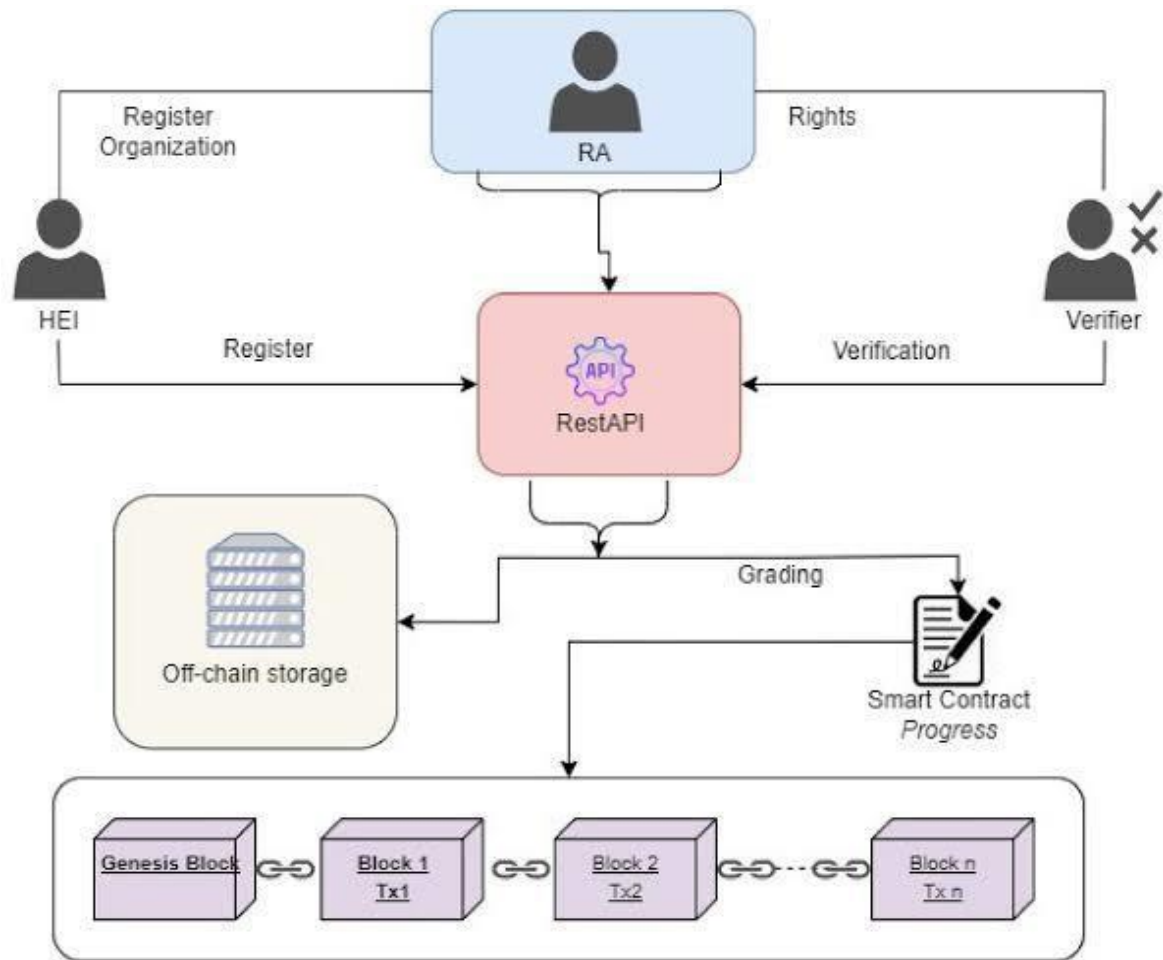 RA
Register
Organization
Rights
HEI
Verifier
Register
Verification
API
RestAPI
Grading
Off-chain storage
Smart Contract
Progress
Genesis Block
Block 1
Tx1
Block 2
Tx2
Block n
Tx n